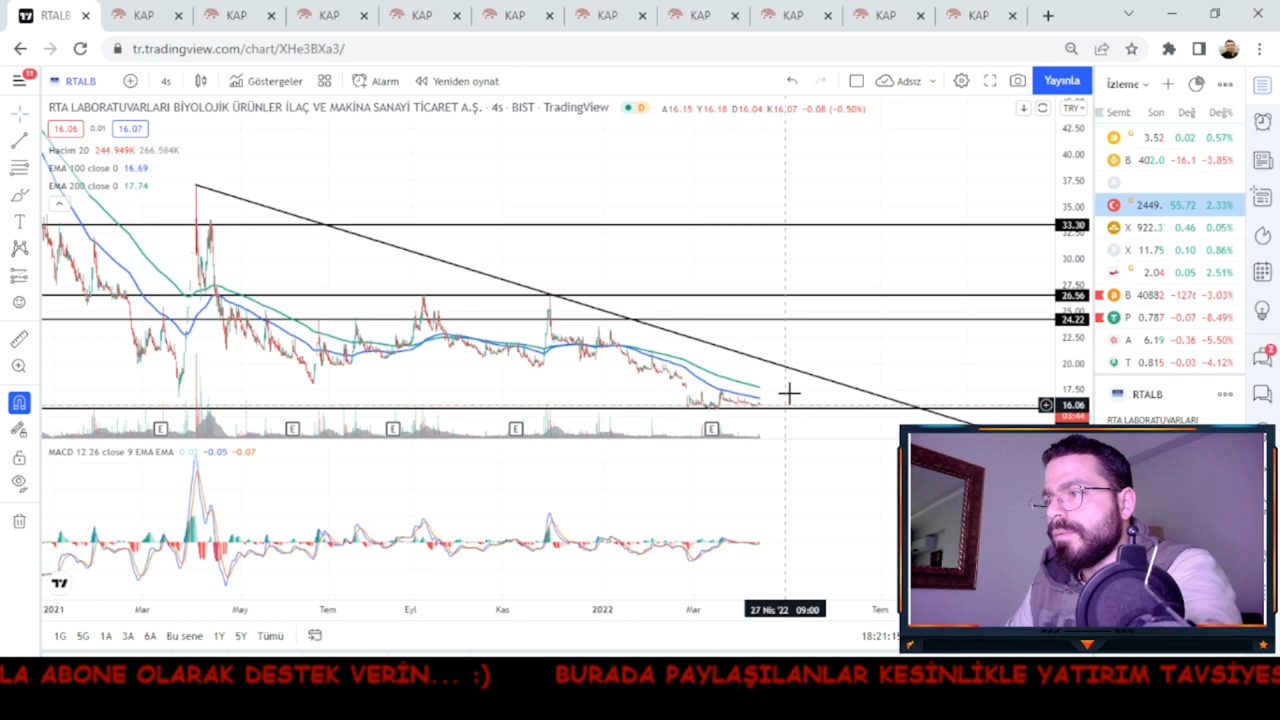 RTALB
KAP
KAP
KAP
KAP
KAP
KAP
KAP
KAP
KAP
KAP
tr.tradingview.com/chart/XHe3BXa3/
11
RTALB
4s
Göstergeler
Alarm
Yeniden oynat
Adsız
Yayınla
İzleme
RTA LABORATUVARLARI BİYOLOJİK ÜRÜNLER İLAÇ VE MAKİNA SANAYİ TİCARET A.Ş. · 4s · BIST · TradingView
D
A16.15 Y16.18 D16.04 K16.07 -0.08 (-0.50%)
TRY
16.06 0.01 16.07
Hacim 20 244.949K 266.584K
EMA 100 close 0 16.69
EMA 200 close 0 17.74
42.50
40.00
37.50
35.00
33.30
32.50
30.00
27.50
26.56
24.22
22.50
20.00
17.50
16.06
03:44
Semb Son Değ Değ%
G 3.52 0.02 0.57%
B 402.0 -16.1 -3.85%
G 2449. 55.72 2.33%
X 922.3 0.46 0.05%
X 11.75 0.10 0.86%
G 2.04 0.05 2.51%
B 40882 -1276 -3.03%
P 0.787 -0.07 -8.49%
A 6.19 -0.36 -5.50%
T 0.815 -0.03 -4.12%
2
RTALB
RTA LABORATUVARLARI
E E E E E
MACD 12 26 close 9 EMA EMA 0.02 -0.05 -0.07
2021 Mar May Tem Eyl Kas 2022 Mar 27 Nis '22 09:00 Tem
1G 5G 1A 3A 6A Bu sene 1Y 5Y Tümü
18:21:15
LA ABONE OLARAK DESTEK VERİN... :) BURADA PAYLAŞILANLAR KESİNLİKLE YATIRIM TAVSİYES